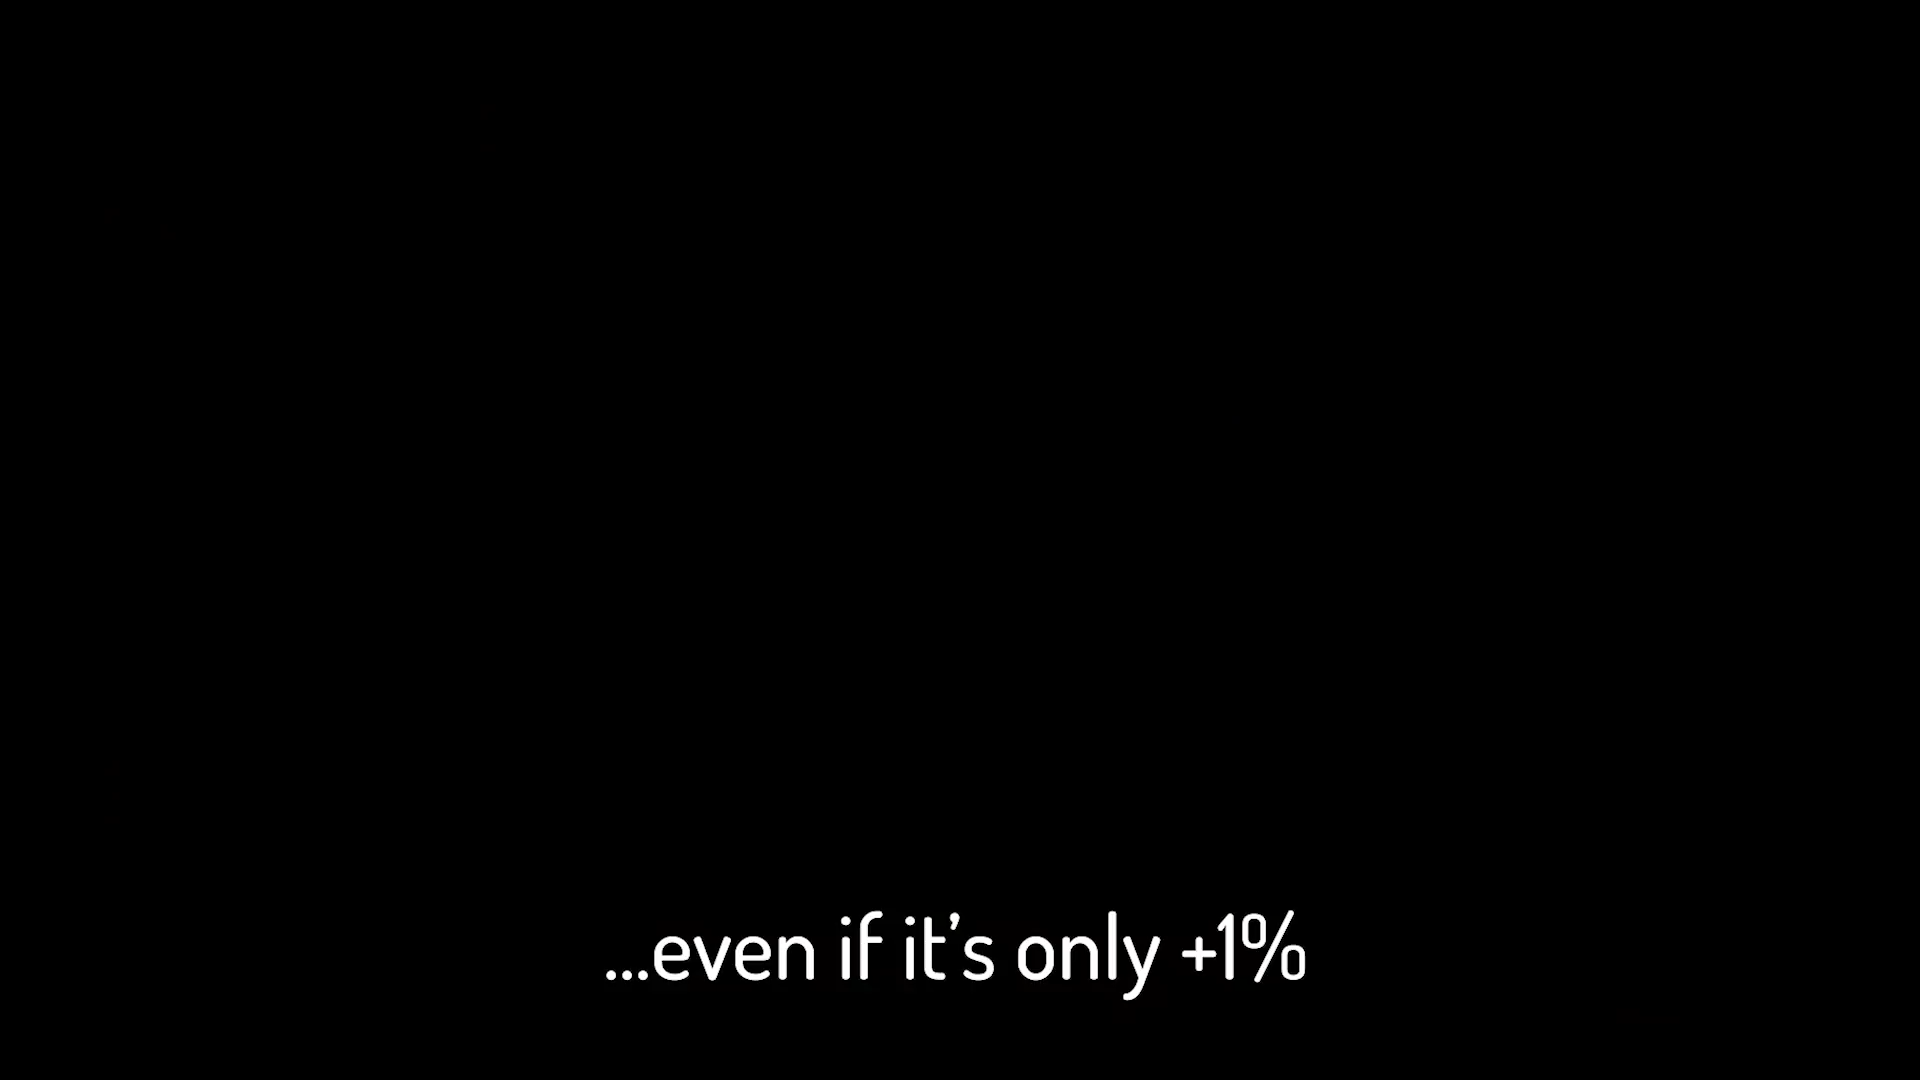 ...even if it’s only +1%